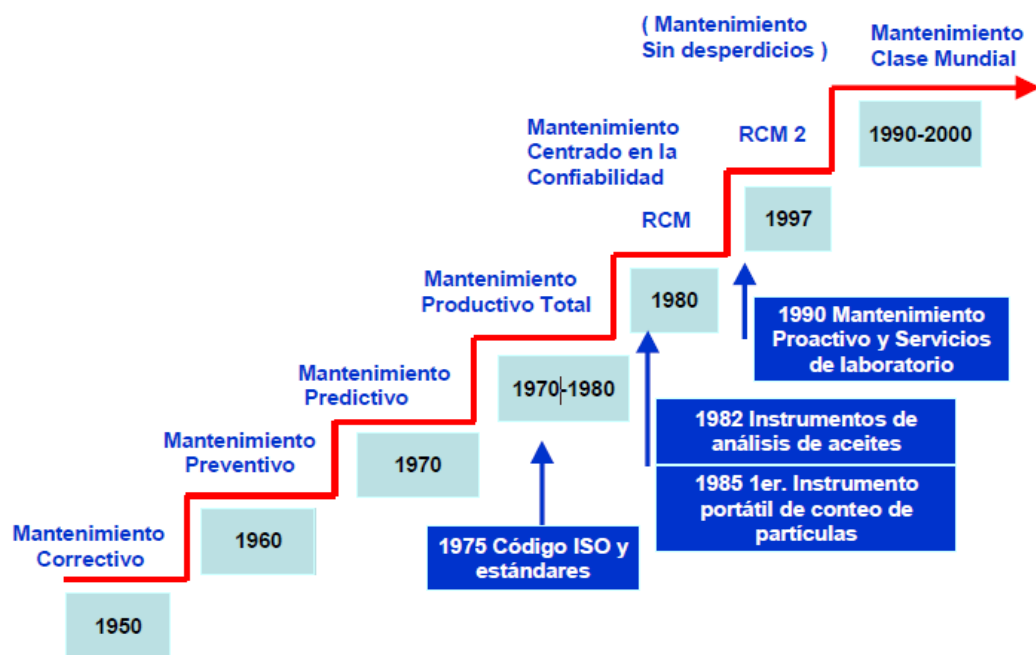 ( Mantenimiento
Sin desperdicios )
Mantenimiento
Clase Mundial
Mantenimiento
Centrado en la
Confiabilidad
RCM 2
1990-2000
RCM
1997
Mantenimiento
Productivo Total
1980
1990 Mantenimiento
Proactivo y Servicios
de laboratorio
Mantenimiento
Predictivo
1970-1980
1982 Instrumentos de
análisis de aceites
Mantenimiento
Preventivo
1970
1985 1er. Instrumento
portátil de conteo de
partículas
Mantenimiento
Correctivo
1960
1975 Código ISO y
estándares
1950